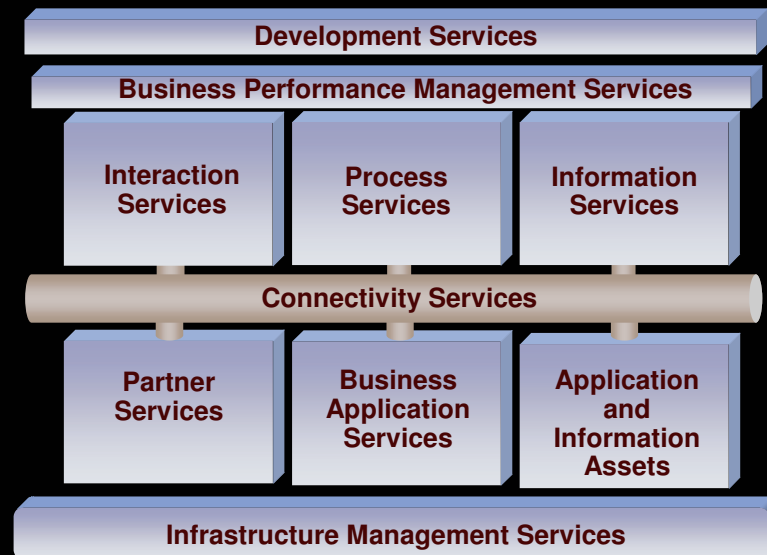 Development Services
Business Performance Management Services
Interaction
Services
Process
Services
Information
Services
Connectivity Services
Partner
Services
Business
Application
Services
Application
and
Information
Assets
Infrastructure Management Services